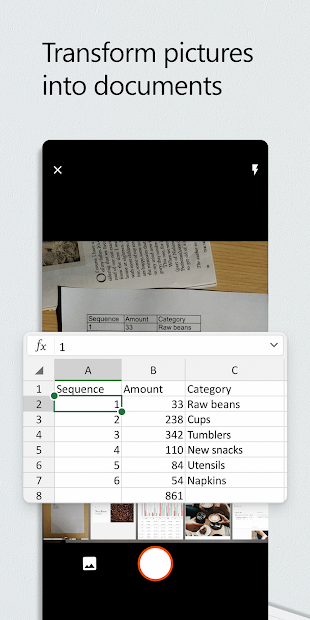 Transform pictures
into documents
Sequence Amount Category
1 33 Raw beans
fx 1
A B C
1 Sequence Amount Category
2 1 33 Raw beans
3 2 238 Cups
4 3 342 Tumblers
5 4 110 New snacks
6 5 84 Utensils
7 6 54 Napkins
8 861